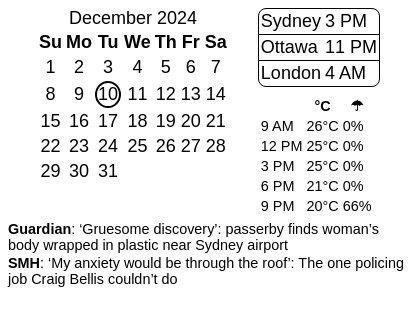 December 2024
Su Mo Tu We Th Fr Sa
1 2 3 4 5 6 7
8 9 10 11 12 13 14
15 16 17 18 19 20 21
22 23 24 25 26 27 28
29 30 31
Sydney 3 PM
Ottawa 11 PM
London 4 AM
°C ☂
9 AM 26°C 0%
12 PM 25°C 0%
3 PM 25°C 0%
6 PM 21°C 0%
9 PM 20°C 66%
Guardian: ‘Gruesome discovery’: passerby finds woman’s
body wrapped in plastic near Sydney airport
SMH: ‘My anxiety would be through the roof’: The one policing
job Craig Bellis couldn’t do